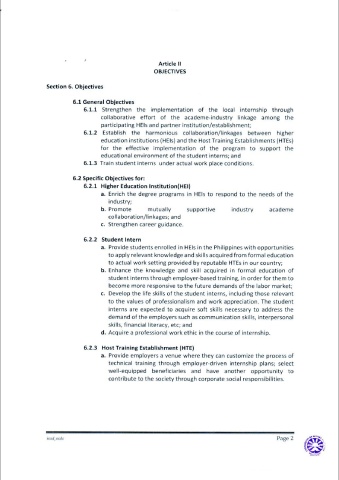 Article II
OBJECTIVES
Section 6. Objectives
6.1 General Objectives
6.1.1 Strengthen the implementation of the local internship through
collaborative effort of the academe-industry linkage among the
participating HEIs and partner institution/establishment;
6.1.2 Establish the harmonious collaboration/linkages between higher
education institutions (HEIs) and the Host Training Establishments (HTEs)
for the effective implementation of the program to support the
educational environment of the student interns; and
6.1.3 Train student interns under actual work place conditions.
6.2 Specific Objectives for:
6.2.1 Higher Education Institution(HEI)
a. Enrich the degree programs in HEIs to respond to the needs of the
industry;
b. Promote mutually supportive industry academe
collaboration/linkages; and
c. Strengthen career guidance.
6.2.2 Student Intern
a. Provide students enrolled in HEIs in the Philippines with opportunities
to apply relevant knowledge and skills acquired from formal education
to actual work setting provided by reputable HTEs in our country;
b. Enhance the knowledge and skill acquired in formal education of
student interns through employer-based training, in order for them to
become more responsive to the future demands of the labor market;
c. Develop the life skills of the student interns, including those relevant
to the values of professionalism and work appreciation. The student
interns are expected to acquire soft skills necessary to address the
demand of the employers such as communication skills, interpersonal
skills, financial literacy, etc; and
d. Acquire a professional work ethic in the course of internship.
6.2.3 Host Training Establishment (HTE)
a. Provide employers a venue where they can customize the process of
technical training through employer-driven internship plans; select
well-equipped beneficiaries and have another opportunity to
contribute to the society through corporate social responsibilities.
Page 2